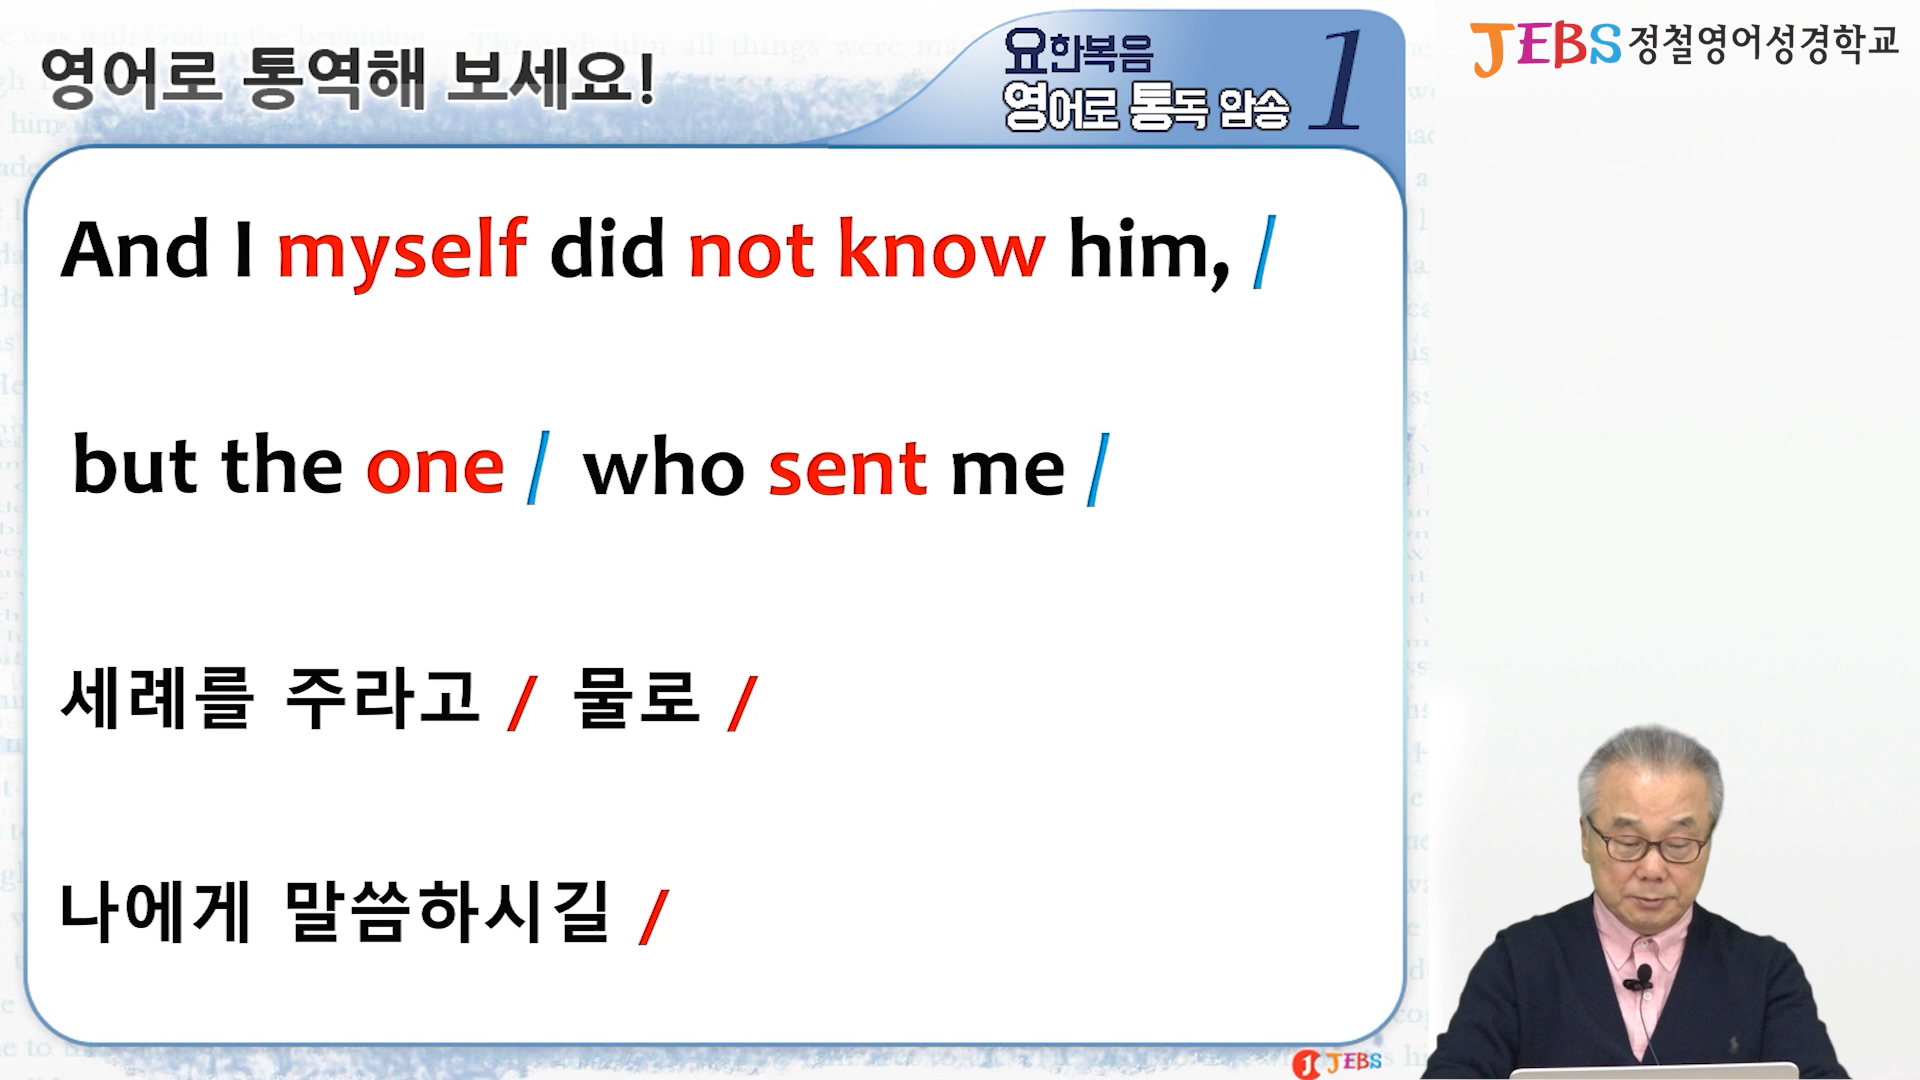 영어로 통역해 보세요!
요한복음
영어로 통독 암송 1
JEBS 정철영어성경학교
And I myself did not know him, /
but the one / who sent me /
세례를 주라고 / 물로 /
나에게 말씀하시길 /
JEBS